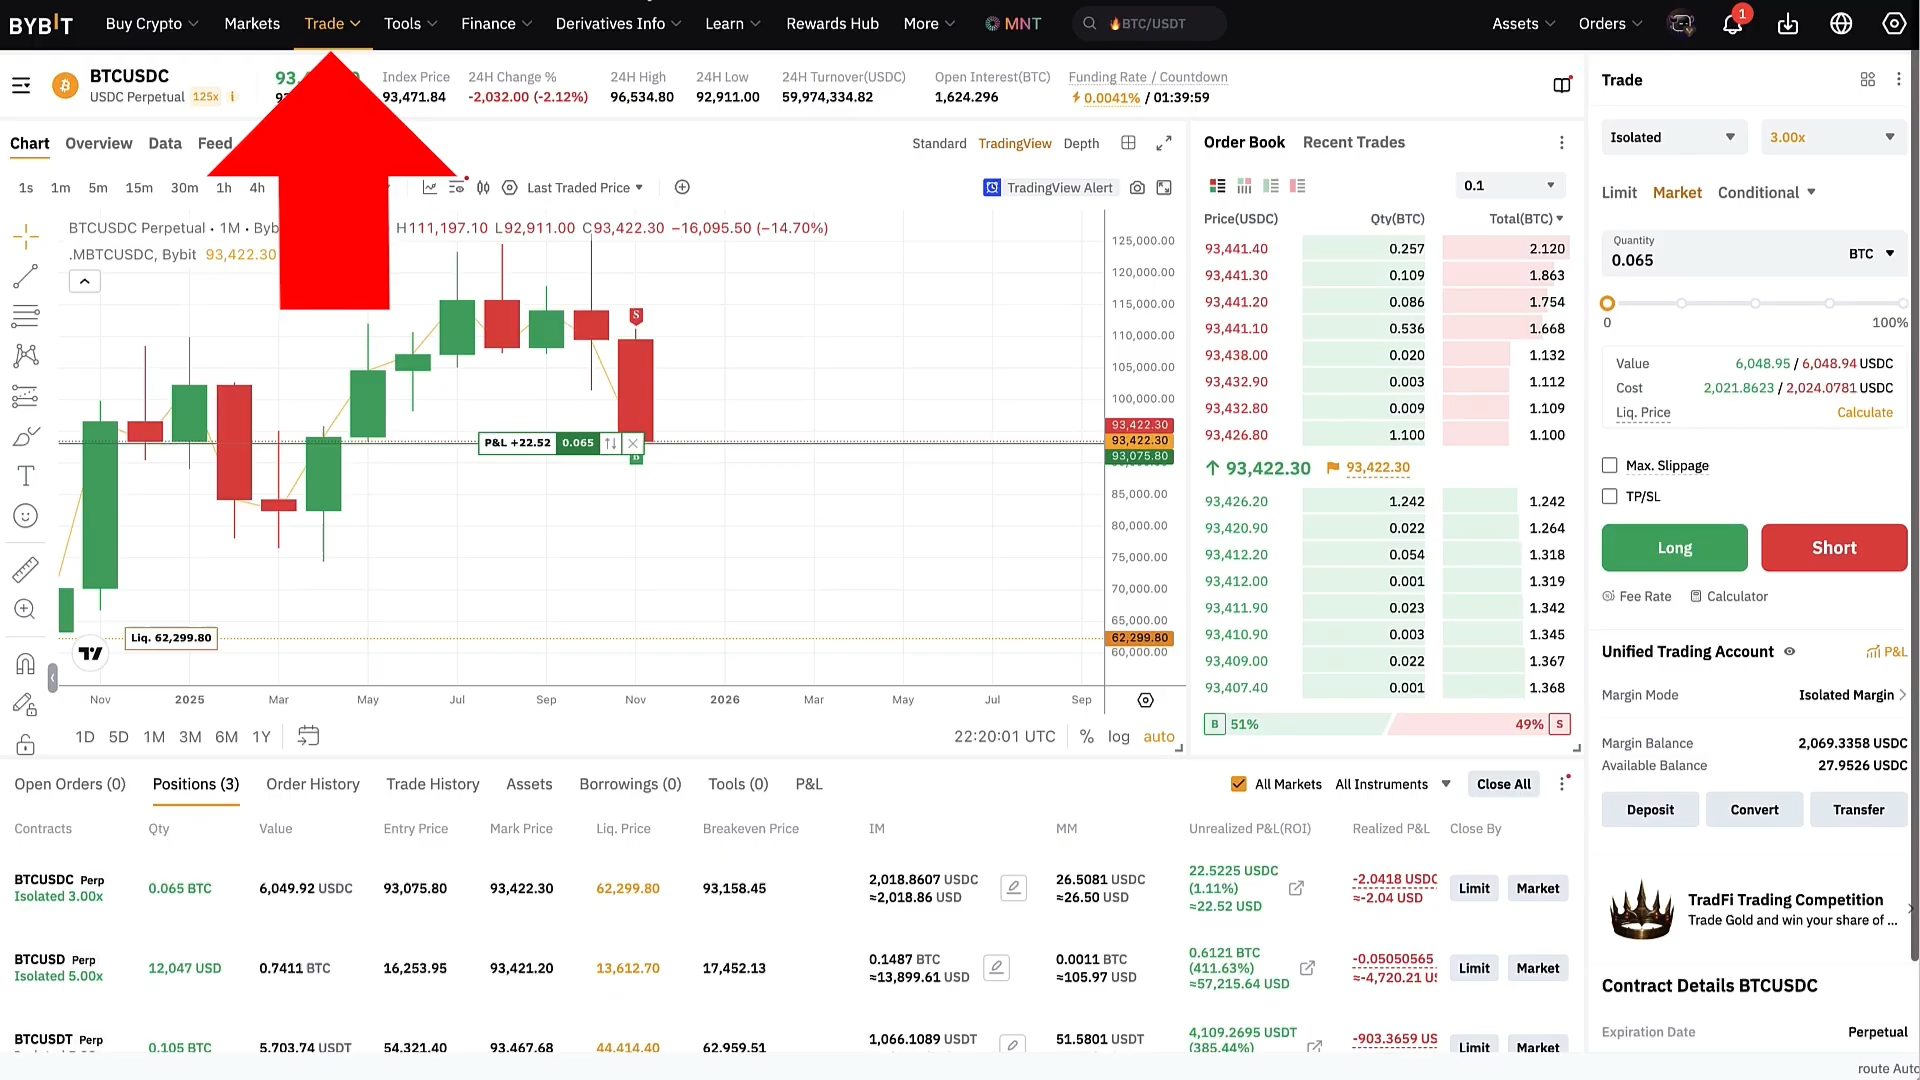 BYBIT Buy Crypto Markets Trade Tools Finance Derivatives Info Learn Rewards Hub More MNT BTC/USDT Assets Orders 1
BTCUSDC
USDC Perpetual 125x
Index Price
93,471.84
24H Change %
-2,032.00 (-2.12%)
24H High
96,534.80
24H Low
92,911.00
24H Turnover(USDC)
59,974,334.82
Open Interest(BTC)
1,624.296
Funding Rate / Countdown
0.0041% / 01:39:59
Chart Overview Data Feed
Standard TradingView Depth
1s 1m 5m 15m 30m 1h 4h Last Traded Price TradingView Alert
BTCUSDC Perpetual · 1M · Byb H111,197.10 L92,911.00 C93,422.30 −16,095.50 (−14.70%)
.MBTCUSDC, Bybit 93,422.30
125,000.00
120,000.00
115,000.00
110,000.00
105,000.00
100,000.00
93,422.30
93,422.30
93,075.80
85,000.00
80,000.00
75,000.00
70,000.00
65,000.00
62,299.80
60,000.00
S
P&L +22.52 0.065
B
Liq. 62,299.80
Nov 2025 Mar May Jul Sep Nov 2026 Mar May Jul Sep
1D 5D 1M 3M 6M 1Y 22:20:01 UTC % log auto
Order Book Recent Trades
0.1
Price(USDC) Qty(BTC) Total(BTC)
93,441.40 0.257 2.120
93,441.30 0.109 1.863
93,441.20 0.086 1.754
93,441.10 0.536 1.668
93,438.00 0.020 1.132
93,432.90 0.003 1.112
93,432.80 0.009 1.109
93,426.80 1.100 1.100
93,422.30 93,422.30
93,426.20 1.242 1.242
93,420.90 0.022 1.264
93,412.20 0.054 1.318
93,412.00 0.001 1.319
93,411.90 0.023 1.342
93,410.90 0.003 1.345
93,409.00 0.022 1.367
93,407.40 0.001 1.368
B 51% 49% S
Trade
Isolated 3.00x
Limit Market Conditional
Quantity
0.065 BTC
0 100%
Value 6,048.95 / 6,048.94 USDC
Cost 2,021.8623 / 2,024.0781 USDC
Liq. Price Calculate
Max. Slippage
TP/SL
Long Short
Fee Rate Calculator
Unified Trading Account P&L
Margin Mode Isolated Margin
Margin Balance 2,069.3358 USDC
Available Balance 27.9526 USDC
Deposit Convert Transfer
TradFi Trading Competition
Trade Gold and win your share of ...
Contract Details BTCUSDC
Expiration Date Perpetual
Open Orders (0) Positions (3) Order History Trade History Assets Borrowings (0) Tools (0) P&L All Markets All Instruments Close All
Contracts Qty Value Entry Price Mark Price Liq. Price Breakeven Price IM MM Unrealized P&L(ROI) Realized P&L Close By
BTCUSDC Perp
Isolated 3.00x
0.065 BTC 6,049.92 USDC 93,075.80 93,422.30 62,299.80 93,158.45
2,018.8607 USDC
≈2,018.86 USD
26.5081 USDC
≈26.50 USD
22.5225 USDC
(1.11%)
≈22.52 USD
-2.0418 USDC
≈-2.04 USD
Limit Market
BTCUSD Perp
Isolated 5.00x
12,047 USD 0.7411 BTC 16,253.95 93,421.20 13,612.70 17,452.13
0.1487 BTC
≈13,899.61 USD
0.0011 BTC
≈105.97 USD
0.6121 BTC
(411.63%)
≈57,215.64 USD
-0.05050565
≈-4,720.21 US
Limit Market
BTCUSDT Perp
0.105 BTC 5,703.74 USDT 54,321.40 93,467.68 44,414.40 62,959.51
1,066.1089 USDT
51.5801 USDT
4,109.2695 USDT
(385.44%)
-903.3659 US
Limit Market
route Auto